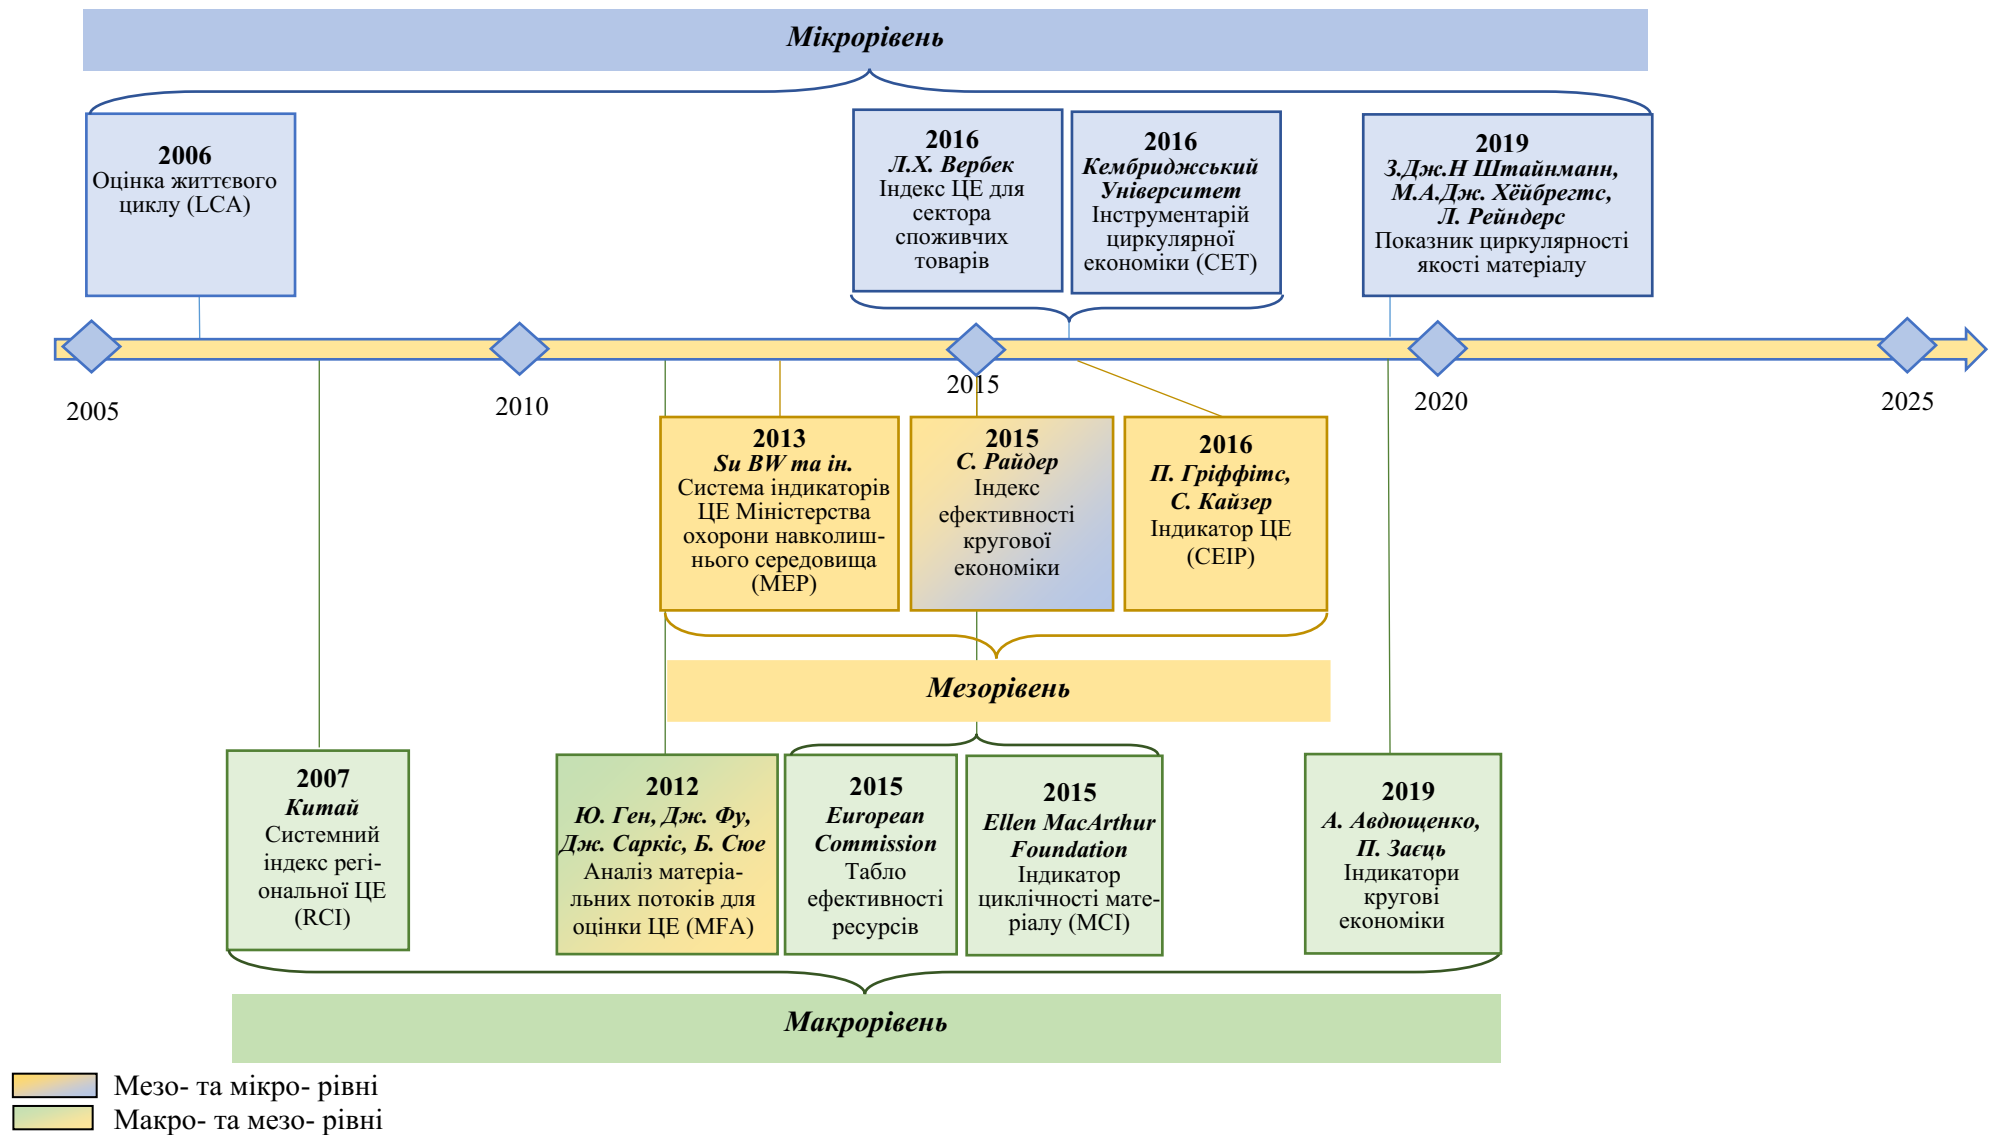 Мікрорівень
2006
Оцінка життєвого
циклу (LCA)
2016
Л.Х. Вербек
Індекс ЦЕ для
сектора
споживчих
товарів
2016
Кембриджський
Університет
Інструментарій
циркулярної
економіки (CET)
2019
З.Дж.Н Штайнманн,
М.А.Дж. Хёйбрегтс,
Л. Рейндерс
Показник циркулярності
якості матеріалу
2005
2010
2015
2020
2025
2013
Su BW та ін.
Система індикаторів
ЦЕ Міністерства
охорони навколиш-
нього середовища
(MEP)
2015
С. Райдер
Індекс
ефективності
кругової
економіки
2016
П. Гріффітс,
С. Кайзер
Індикатор ЦЕ
(CEIP)
Мезорівень
2007
Китай
Системний
індекс регі-
ональної ЦЕ
(RCI)
2012
Ю. Ген, Дж. Фу,
Дж. Саркіс, Б. Сюе
Аналіз матеріа-
льних потоків для
оцінки ЦЕ (MFA)
2015
European
Commission
Табло
ефективності
ресурсів
2015
Ellen MacArthur
Foundation
Індикатор
циклічності мате-
ріалу (MCI)
2019
А. Авдющенко,
П. Заєць
Індикатори
кругові
економіки
Макрорівень
Мезо- та мікро- рівні
Макро- та мезо- рівні